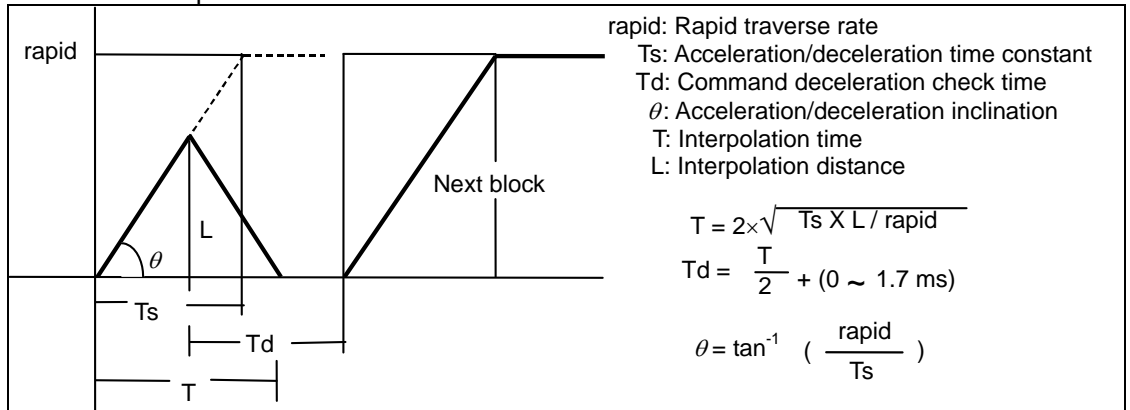 rapid
θ
L
Ts
Td
T
Next block
rapid: Rapid traverse rate
Ts: Acceleration/deceleration time constant
Td: Command deceleration check time
θ: Acceleration/deceleration inclination
T: Interpolation time
L: Interpolation distance
T = 2×√ Ts X L / rapid
Td = T/2 + (0 ~ 1.7 ms)
θ = tan⁻¹ ( rapid/Ts )